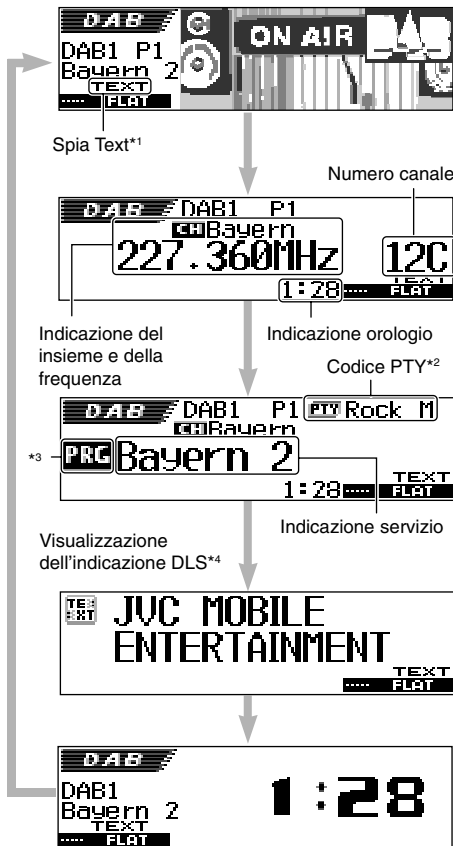 DAB
ON AIR
DAB1 P1
Bayern 2
TEXT
FLAT
Spia Text*1
Numero canale
DAB
DAB1 P1
CH Bayern
227.360MHz
12C
TEXT
1:28
FLAT
Indicazione del
insieme e della
frequenza
Indicazione orologio
Codice PTY*2
DAB
DAB1 P1
PTY Rock M
CH Bayern
*3
PRG Bayern 2
TEXT
1:28
FLAT
Indicazione servizio
Visualizzazione
dell'indicazione DLS*4
TEXT
JVC MOBILE
ENTERTAINMENT
TEXT
FLAT
DAB
DAB1
1:28
Bayern 2
TEXT
FLAT